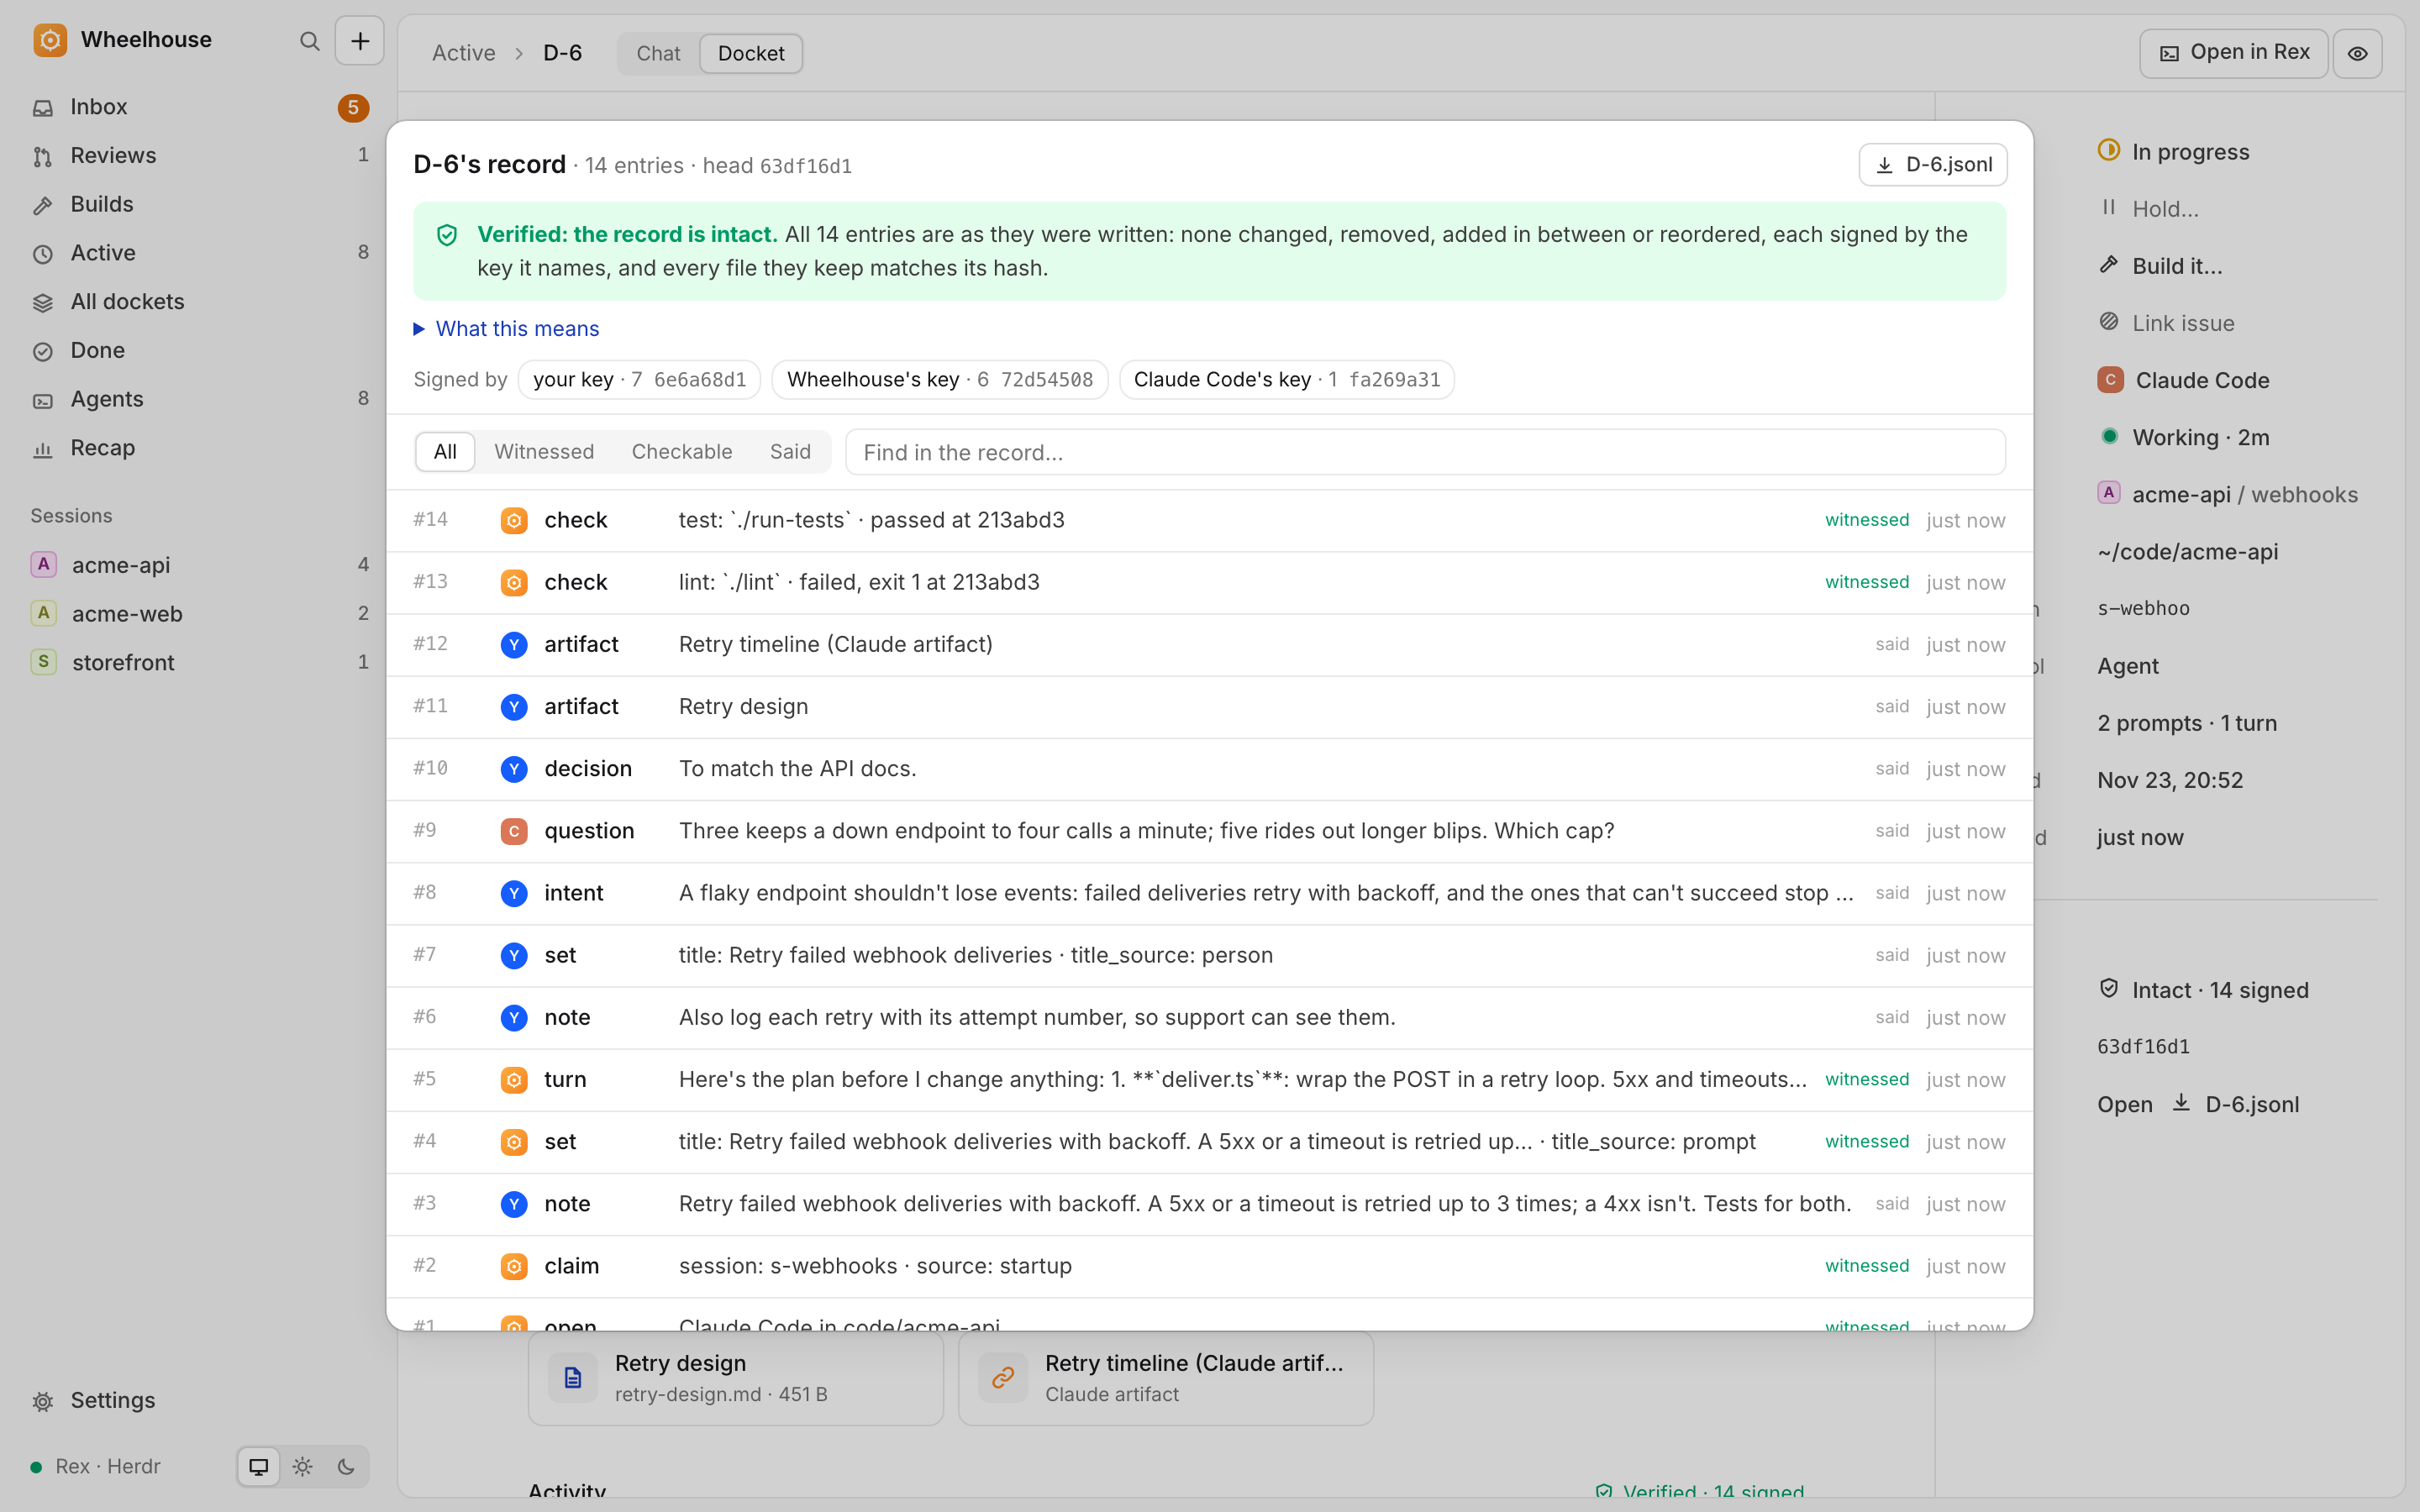 Wheelhouse
Inbox 5
Reviews 1
Builds
Active 8
All dockets
Done
Agents 8
Recap
Sessions
A acme-api 4
A acme-web 2
S storefront 1
Settings
Rex · Herdr
Active > D-6 Chat Docket
Open in Rex
D-6's record · 14 entries · head 63df16d1
D-6.jsonl
Verified: the record is intact. All 14 entries are as they were written: none changed, removed, added in between or reordered, each signed by the
key it names, and every file they keep matches its hash.
What this means
Signed by your key · 7 6e6a68d1 Wheelhouse's key · 6 72d54508 Claude Code's key · 1 fa269a31
All Witnessed Checkable Said Find in the record...
#14 check test: `./run-tests` · passed at 213abd3 witnessed just now
#13 check lint: `./lint` · failed, exit 1 at 213abd3 witnessed just now
#12 Y artifact Retry timeline (Claude artifact) said just now
#11 Y artifact Retry design said just now
#10 Y decision To match the API docs. said just now
#9 C question Three keeps a down endpoint to four calls a minute; five rides out longer blips. Which cap? said just now
#8 Y intent A flaky endpoint shouldn't lose events: failed deliveries retry with backoff, and the ones that can't succeed stop ... said just now
#7 Y set title: Retry failed webhook deliveries · title_source: person said just now
#6 Y note Also log each retry with its attempt number, so support can see them. said just now
#5 turn Here's the plan before I change anything: 1. **`deliver.ts`**: wrap the POST in a retry loop. 5xx and timeouts... witnessed just now
#4 set title: Retry failed webhook deliveries with backoff. A 5xx or a timeout is retried up... · title_source: prompt witnessed just now
#3 Y note Retry failed webhook deliveries with backoff. A 5xx or a timeout is retried up to 3 times; a 4xx isn't. Tests for both. said just now
#2 claim session: s-webhooks · source: startup witnessed just now
#1 open Claude Code in code/acme-api witnessed just now
Retry design
retry-design.md · 451 B
Retry timeline (Claude artif...
Claude artifact
Activity
Verified · 14 signed
In progress
Hold...
Build it...
Link issue
C Claude Code
Working · 2m
A acme-api / webhooks
~/code/acme-api
s-webhoo
Agent
2 prompts · 1 turn
Nov 23, 20:52
just now
Intact · 14 signed
63df16d1
Open D-6.jsonl